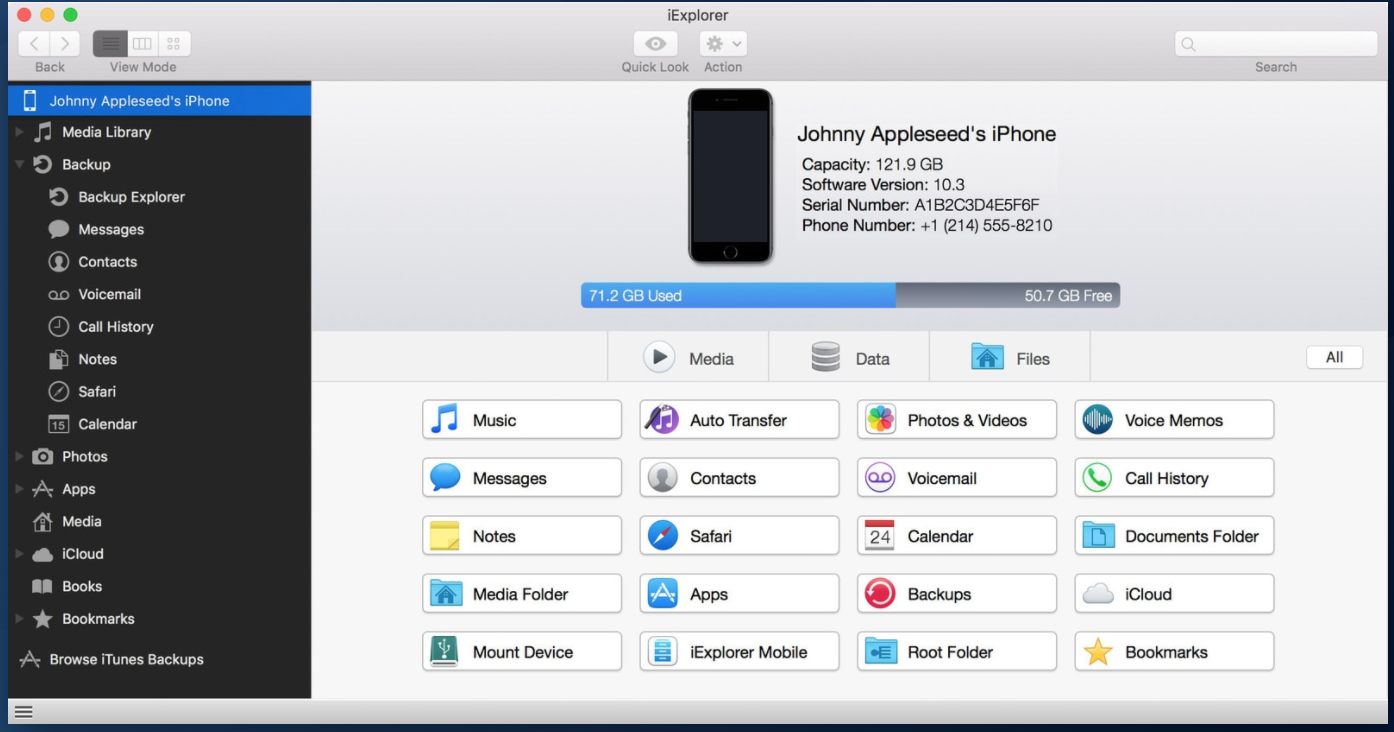 iExplorer
Back
View Mode
Quick Look
Action
Search
Johnny Appleseed's iPhone
Media Library
Backup
Backup Explorer
Messages
Contacts
Voicemail
Call History
Notes
Safari
15
Calendar
Photos
Apps
Media
iCloud
Books
Bookmarks
Browse iTunes Backups
Johnny Appleseed's iPhone
Capacity: 121.9 GB
Software Version: 10.3
Serial Number: A1B2C3D4E5F6F
Phone Number: +1 (214) 555-8210
71.2 GB Used
50.7 GB Free
Media
Data
Files
All
Music
Auto Transfer
Photos & Videos
Voice Memos
Messages
Contacts
Voicemail
Call History
Notes
Safari
24
Calendar
Documents Folder
Media Folder
Apps
Backups
iCloud
Mount Device
iExplorer Mobile
Root Folder
Bookmarks